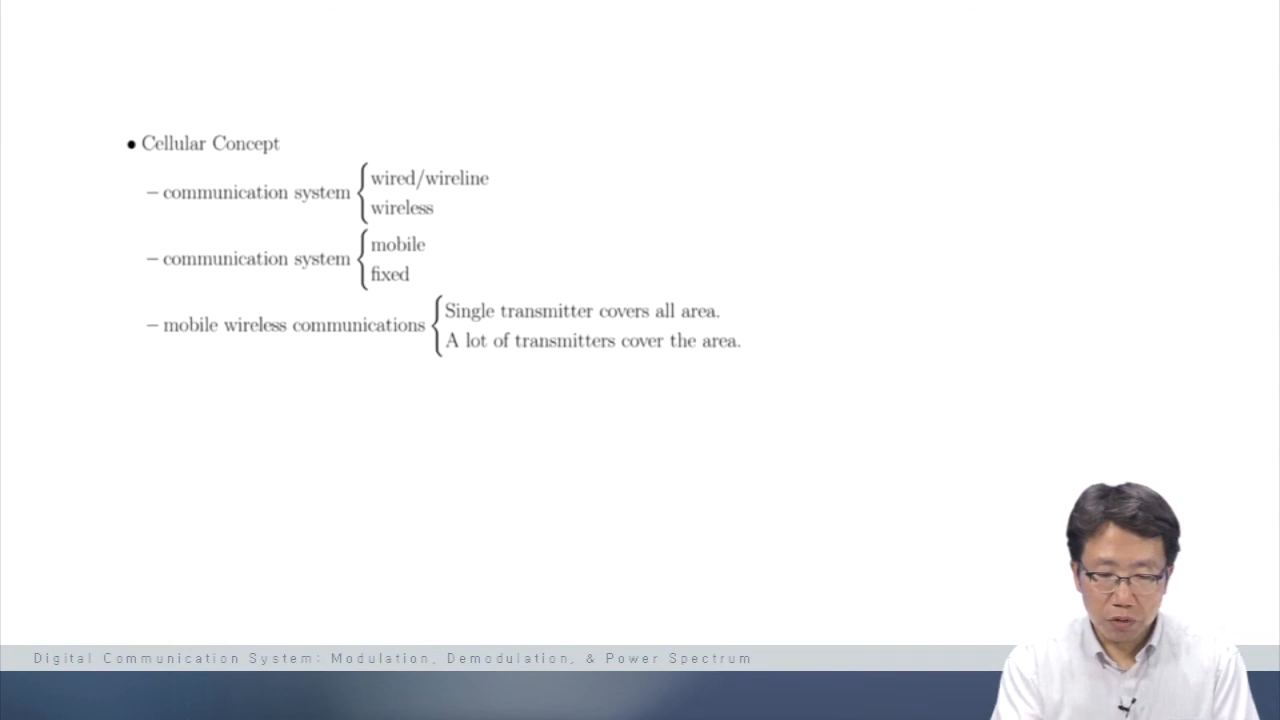 • Cellular Concept
– communication system { wired/wireline
wireless
– communication system { mobile
fixed
– mobile wireless communications { Single transmitter covers all area.
A lot of transmitters cover the area.
Digital Communication System: Modulation, Demodulation, & Power Spectrum